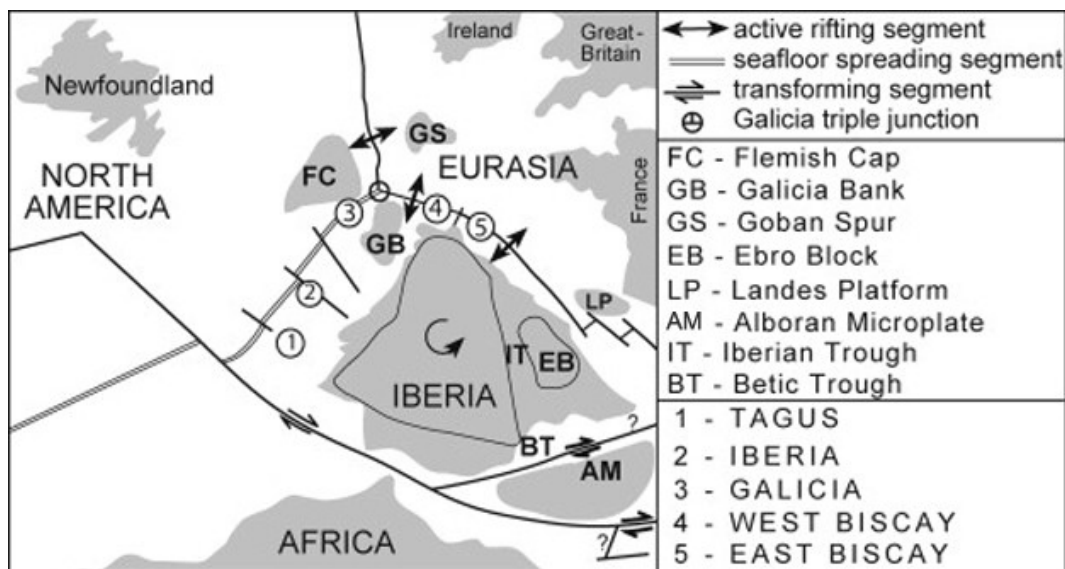 Ireland
Great-
Britain
Newfoundland
NORTH
AMERICA
GS
EURASIA
FC
France
3
4
5
GB
2
LP
1
IT
EB
IBERIA
BT
?
AM
AFRICA
?
active rifting segment
seafloor spreading segment
transforming segment
Galicia triple junction
FC - Flemish Cap
GB - Galicia Bank
GS - Goban Spur
EB - Ebro Block
LP - Landes Platform
AM - Alboran Microplate
IT - Iberian Trough
BT - Betic Trough
1 - TAGUS
2 - IBERIA
3 - GALICIA
4 - WEST BISCAY
5 - EAST BISCAY